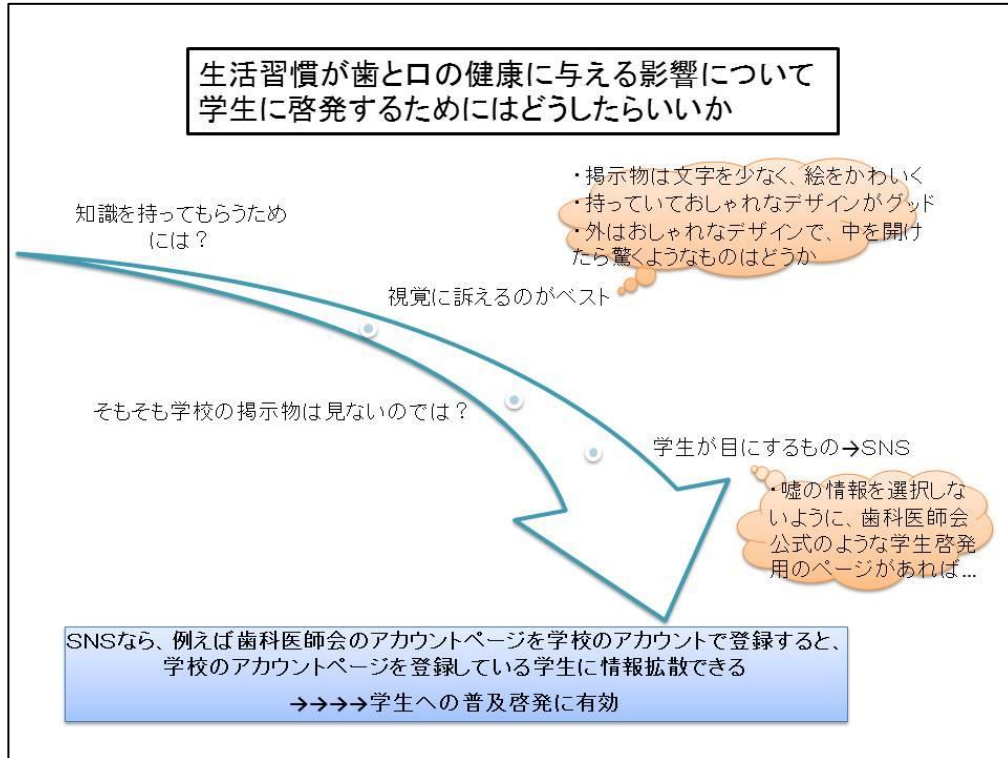 生活習慣が歯と口の健康に与える影響について
学生に啓発するためにはどうしたらいいか
・掲示物は文字を少なく、絵をかわいく
・持っていておしゃれなデザインがグッド
・外はおしゃれなデザインで、中を開け
たら驚くようなものはどうか
知識を持ってもらうため
には？
視覚に訴えるのがベスト
そもそも学校の掲示物は見ないのでは？
学生が目にするもの→SNS
・嘘の情報を選択しな
いように、歯科医師会
公式のような学生啓発
用のページがあれば…
SNSなら、例えば歯科医師会のアカウントページを学校のアカウントで登録すると、
学校のアカウントページを登録している学生に情報拡散できる
→→→→学生への普及啓発に有効